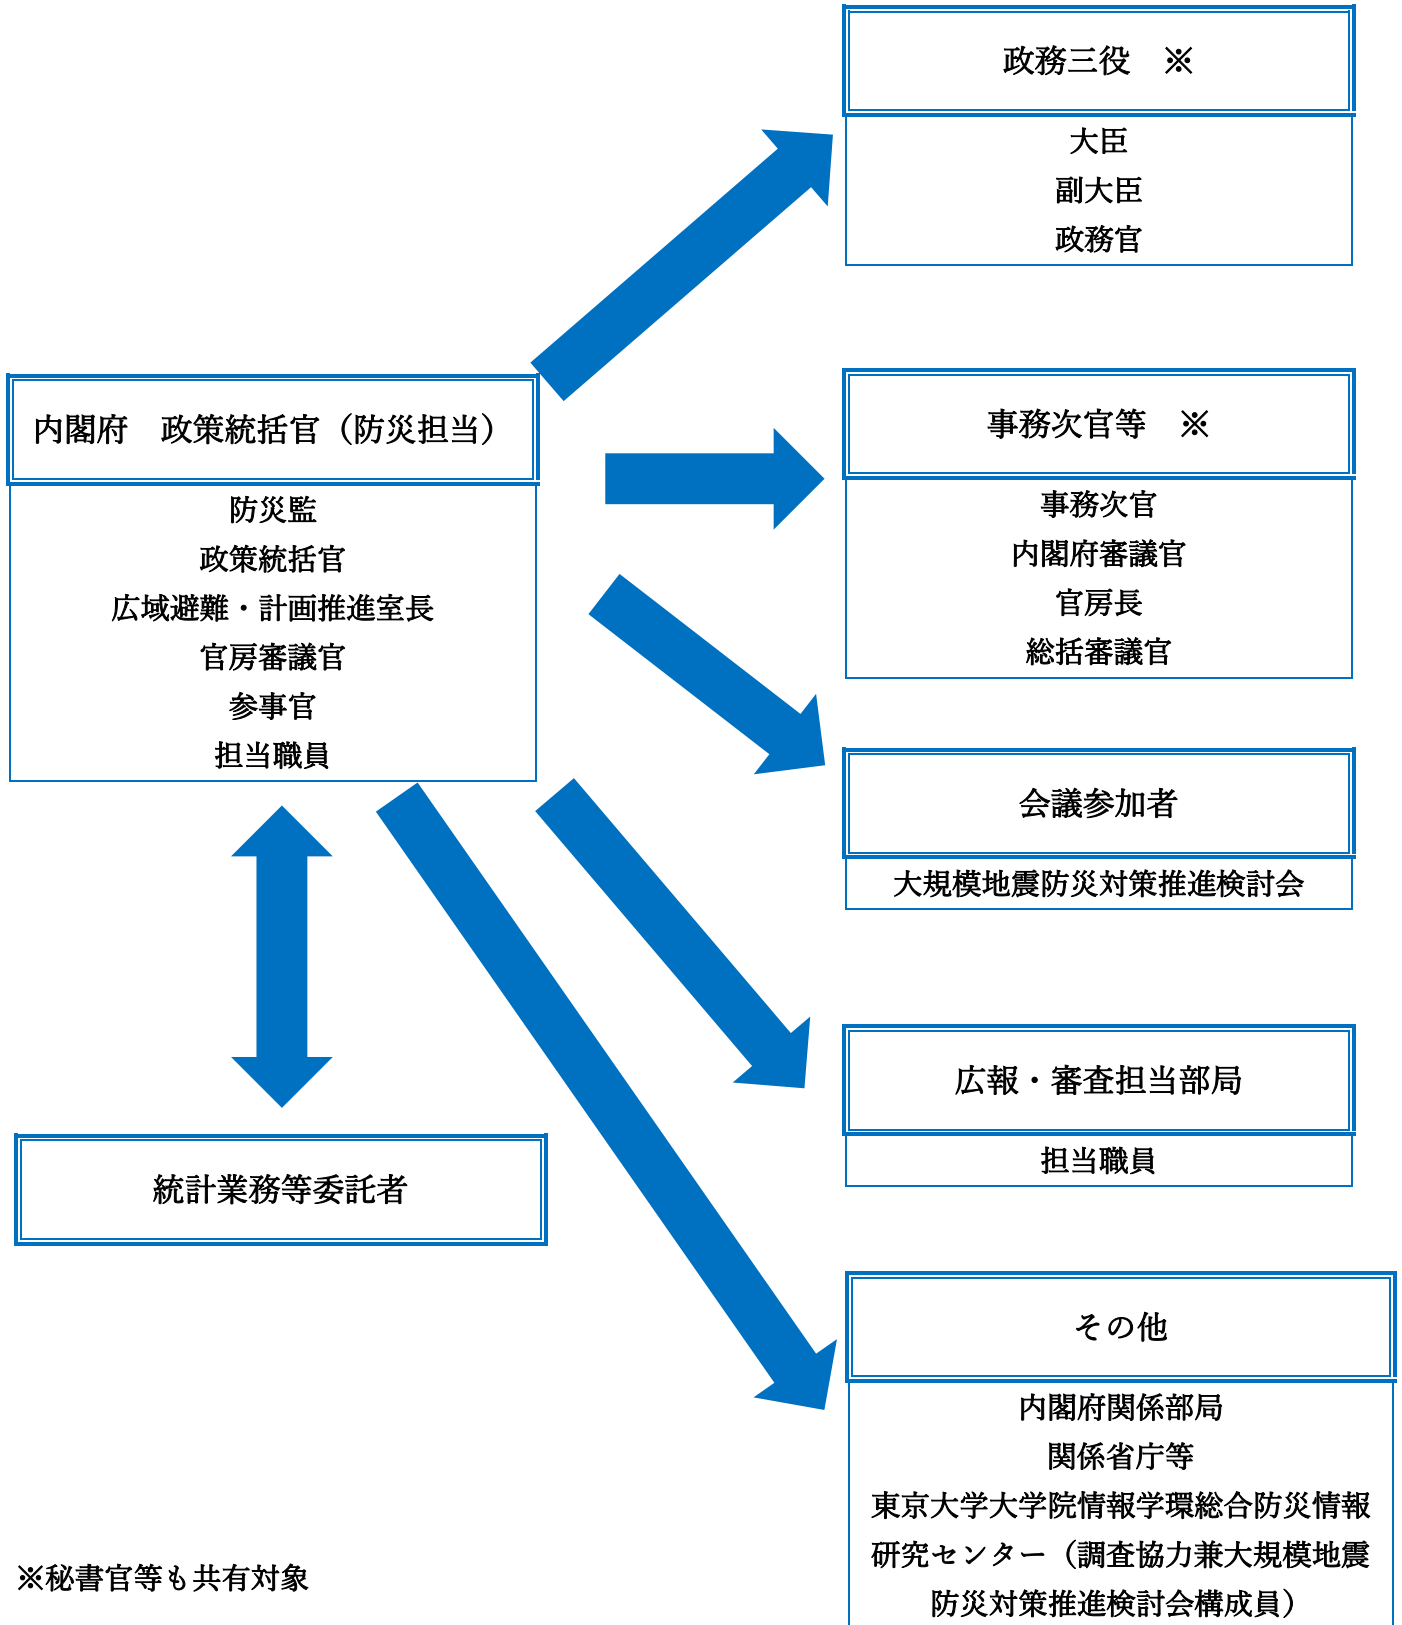 政務三役　※
大臣
副大臣
政務官
内閣府　政策統括官（防災担当）
防災監
政策統括官
広域避難・計画推進室長
官房審議官
参事官
担当職員
事務次官等　※
事務次官
内閣府審議官
官房長
総括審議官
会議参加者
大規模地震防災対策推進検討会
広報・審査担当部局
担当職員
統計業務等委託者
その他
内閣府関係部局
関係省庁等
東京大学大学院情報学環総合防災情報
研究センター（調査協力兼大規模地震
防災対策推進検討会構成員）
※秘書官等も共有対象